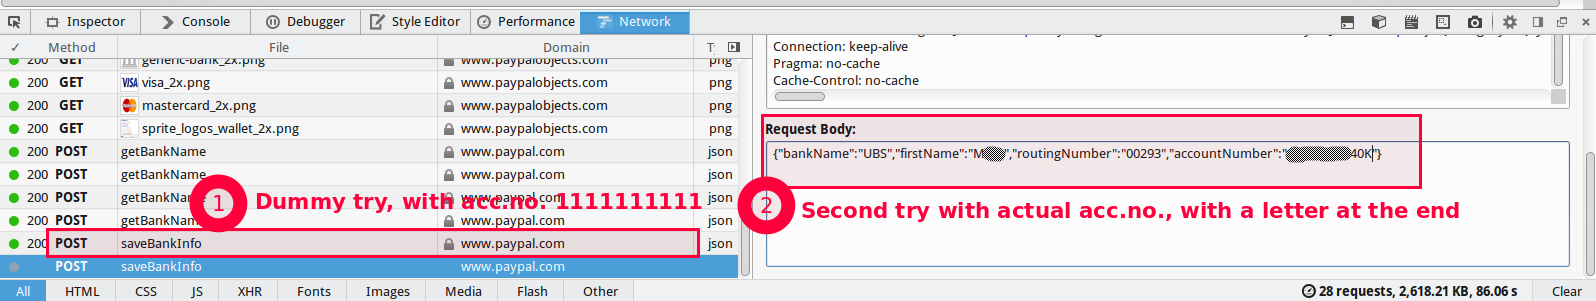 Inspector Console Debugger Style Editor Performance Network
✓ Method File Domain T
200 GET generic-bank_2x.png www.paypalobjects.com png
200 GET visa_2x.png www.paypalobjects.com png
200 GET mastercard_2x.png www.paypalobjects.com png
200 GET sprite_logos_wallet_2x.png www.paypalobjects.com png
200 POST getBankName www.paypal.com json
200 POST getBankName www.paypal.com json
200 POST getBankName www.paypal.com json
200 POST getBankName www.paypal.com json
200 POST saveBankInfo www.paypal.com json
POST saveBankInfo www.paypal.com
1 Dummy try, with acc.no. 1111111111
Connection: keep-alive
Pragma: no-cache
Cache-Control: no-cache
Request Body:
{"bankName":"UBS","firstName":"M","routingNumber":"00293","accountNumber":"40K"}
2 Second try with actual acc.no., with a letter at the end
All HTML CSS JS XHR Fonts Images Media Flash Other 28 requests, 2,618.21 KB, 86.06 s Clear